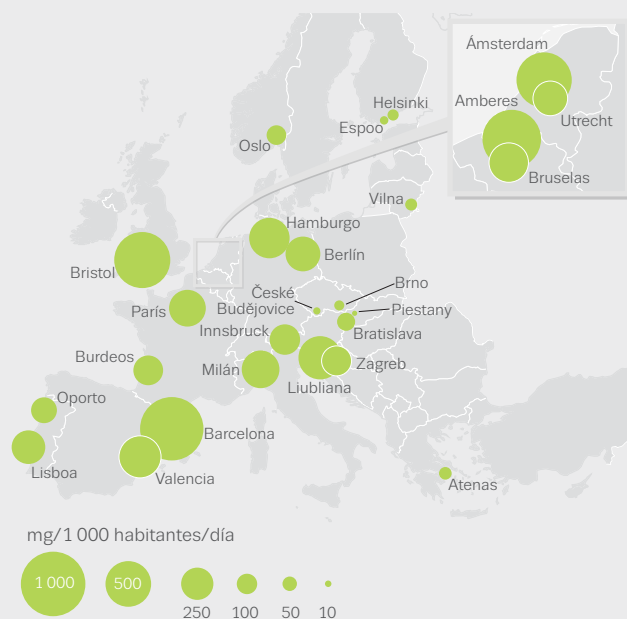 Ámsterdam
Amberes
Utrecht
Bruselas
Helsinki
Espoo
Oslo
Vilna
Hamburgo
Berlín
Bristol
París
České
Budějovice
Brno
Piestany
Bratislava
Innsbruck
Milán
Zagreb
Liubliana
Burdeos
Oporto
Lisboa
Barcelona
Valencia
Atenas
mg/1 000 habitantes/día
1 000
500
250
100
50
10